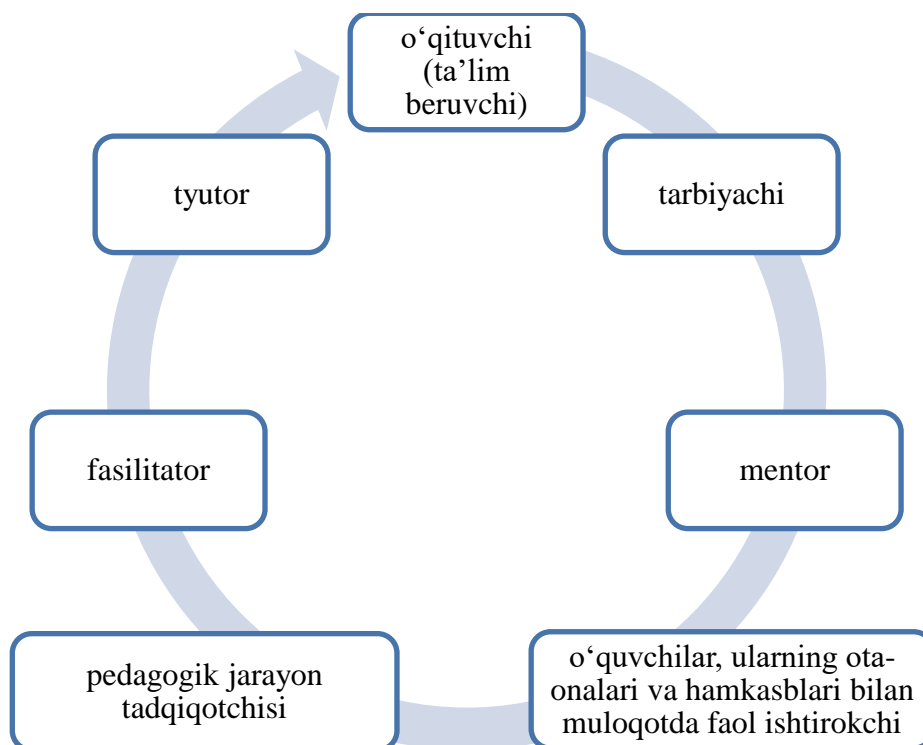 o‘qituvchi
(ta’lim
beruvchi)
tarbiyachi
mentor
o‘quvchilar, ularning ota-
onalari va hamkasblari bilan
muloqotda faol ishtirokchi
pedagogik jarayon
tadqiqotchisi
fasilitator
tyutor